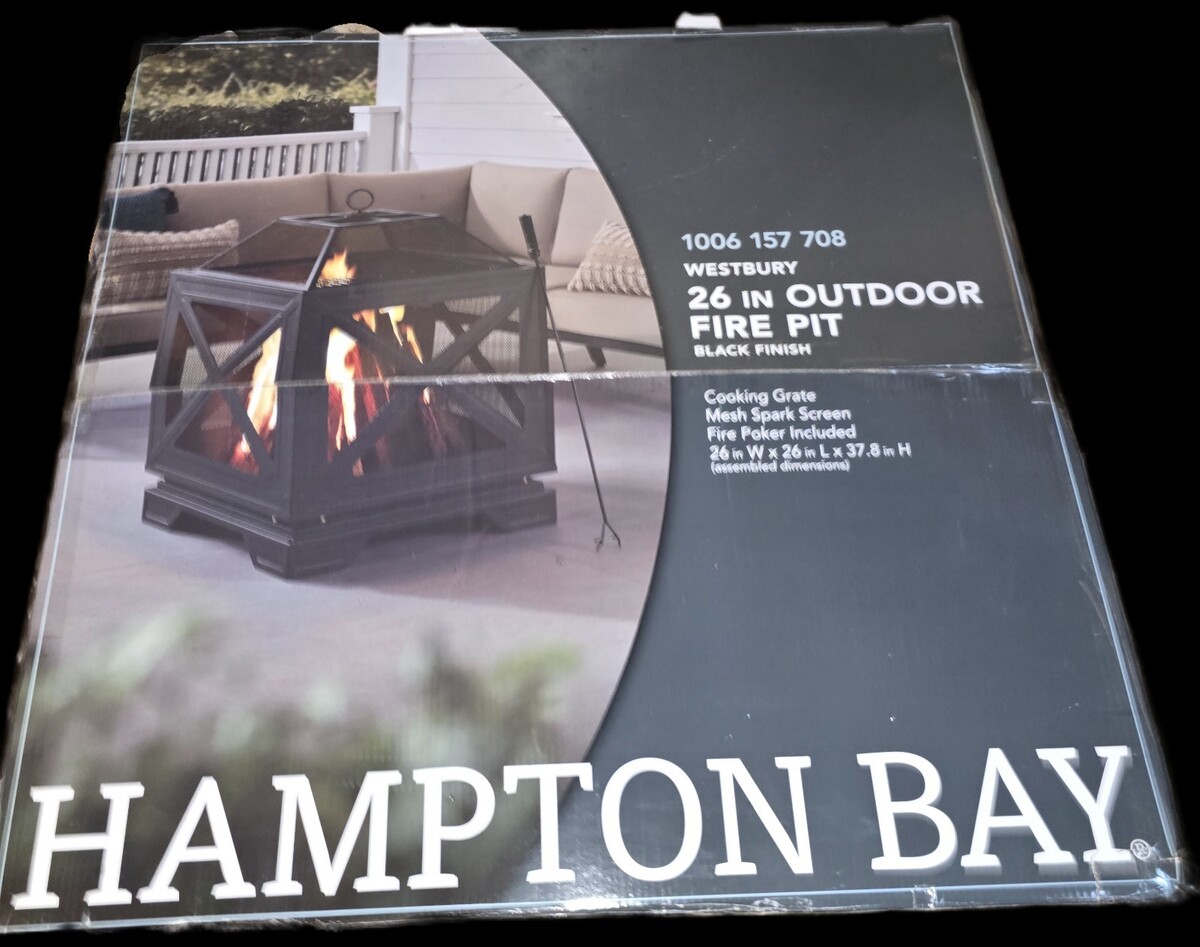 1006 157 708
WESTBURY
26 IN OUTDOOR
FIRE PIT
BLACK FINISH
Cooking Grate
Mesh Spark Screen
Fire Poker Included
26 in W x 26 in L x 37.8 in H
(assembled dimensions)
HAMPTON BAY®